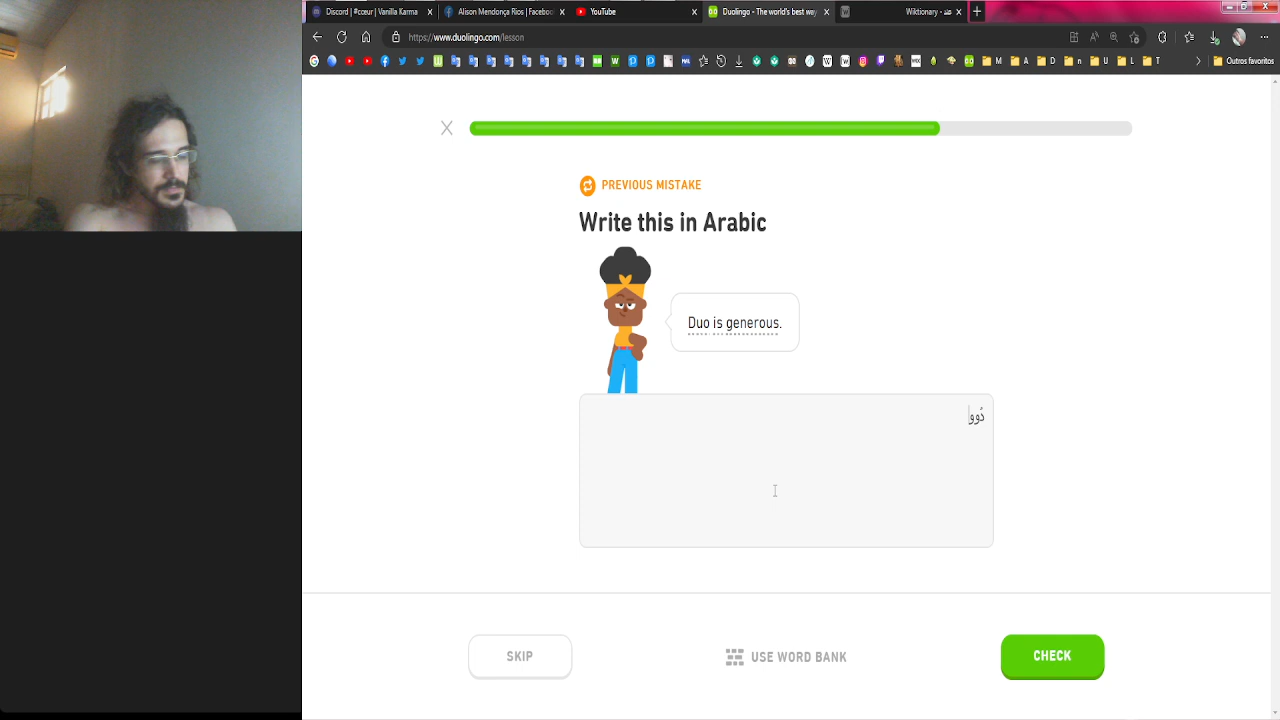 Discord | #cœur | Vanilla Karma
Alison Mendonça Rios | Faceboo
YouTube
Duolingo - The world's best way
Wiktionary -
https://www.duolingo.com/lesson
M
A
D
n
U
L
T
Outros favoritos
X
PREVIOUS MISTAKE
Write this in Arabic
Duo is generous.
دُوو
SKIP
USE WORD BANK
CHECK